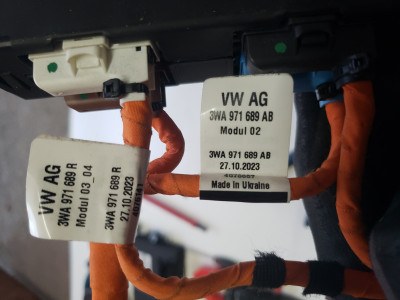 VW AG
3WA 971 689 AB
Modul 02
3WA 971 689 AB
27.10.2023
Made in Ukraine
VW AG
3WA 971 689 R
Modul 03_04
3WA 971 689 R
27.10.2023